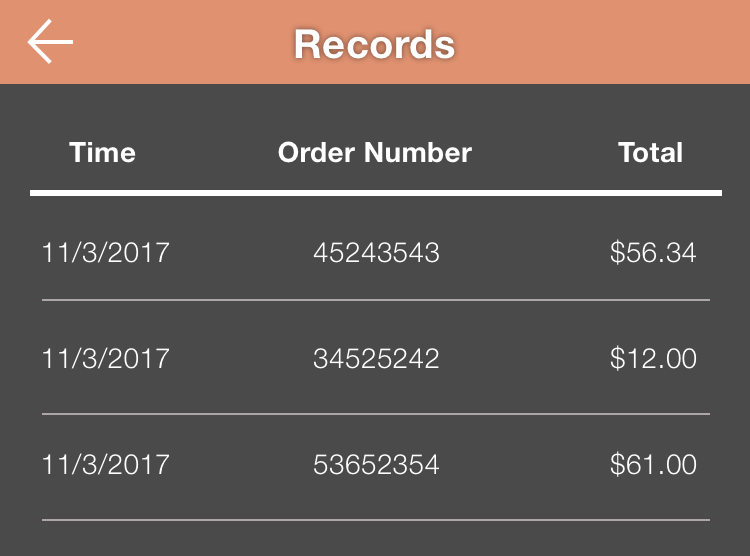 Records
Time Order Number Total
11/3/2017 45243543 $56.34
11/3/2017 34525242 $12.00
11/3/2017 53652354 $61.00